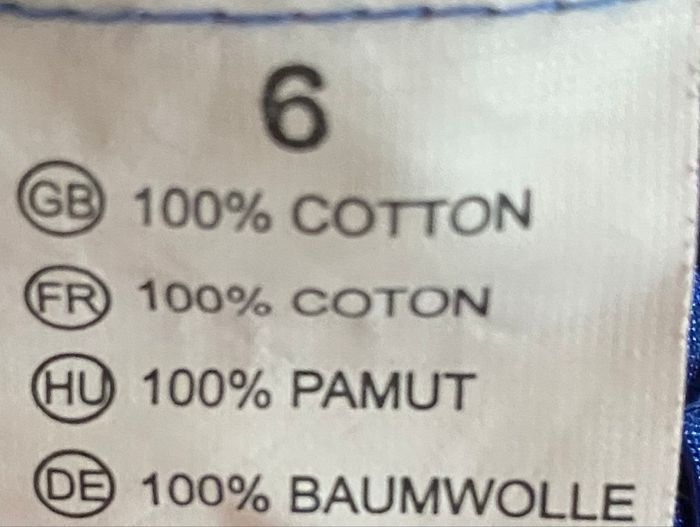 6
GB 100% COTTON
FR 100% COTON
HU 100% PAMUT
DE 100% BAUMWOLLE